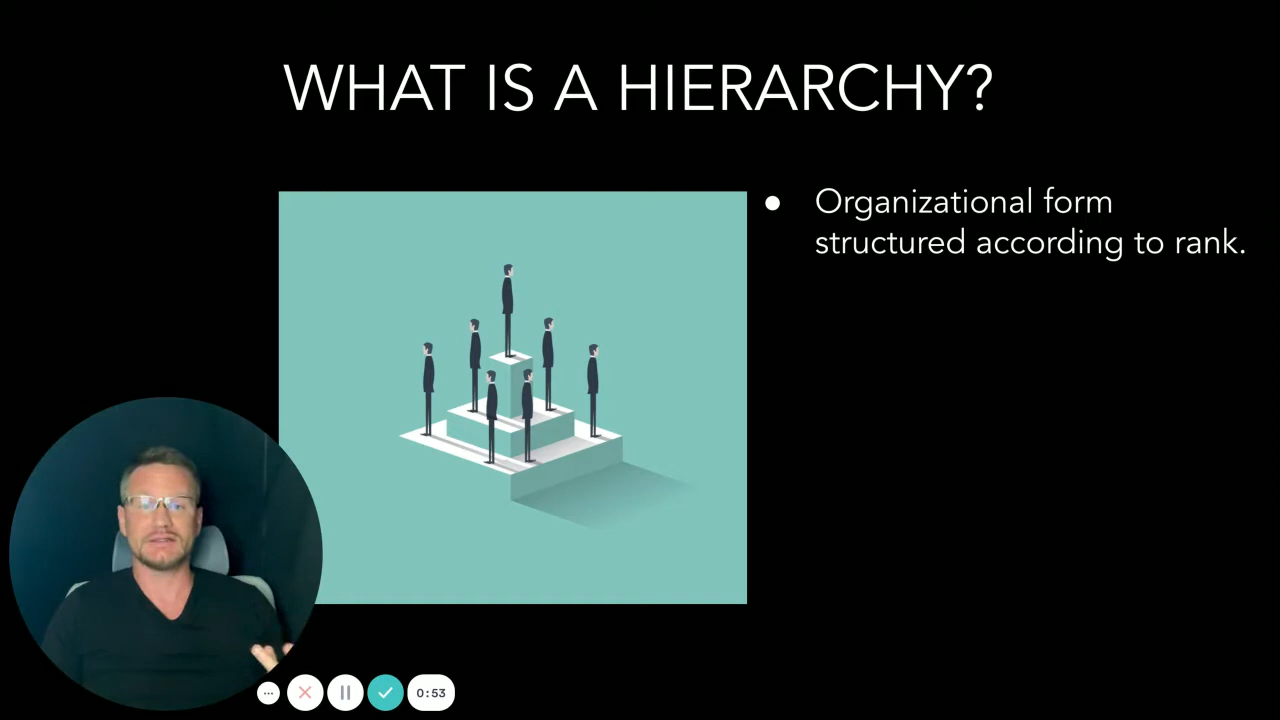 WHAT IS A HIERARCHY?
● Organizational form
structured according to rank.
0:53